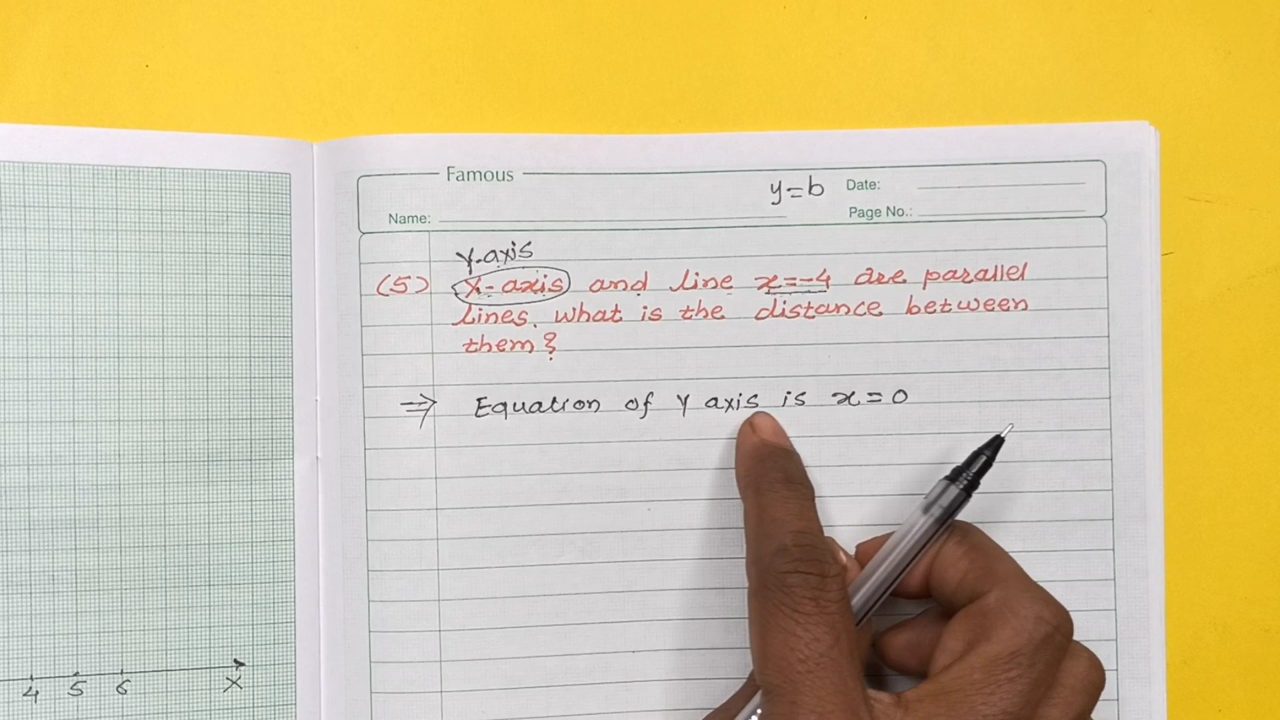 Famous
y=b
Date:
Name:
Page No.:
Y-axis
(5) X-axis and line x=-4 are parallel
lines. what is the distance between
them?
⇒ Equation of Y axis is x=0
4 5 6 X